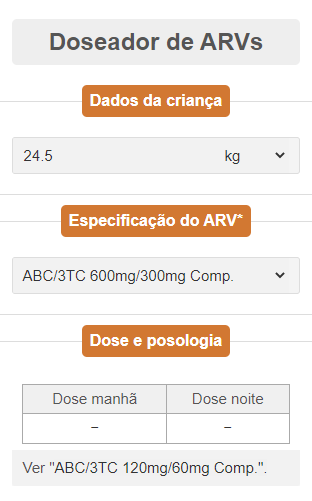 Doseador de ARVs
Dados da criança
24.5 kg
Especificação do ARV*
ABC/3TC 600mg/300mg Comp.
Dose e posologia
Dose manhã Dose noite
– –
Ver "ABC/3TC 120mg/60mg Comp.".